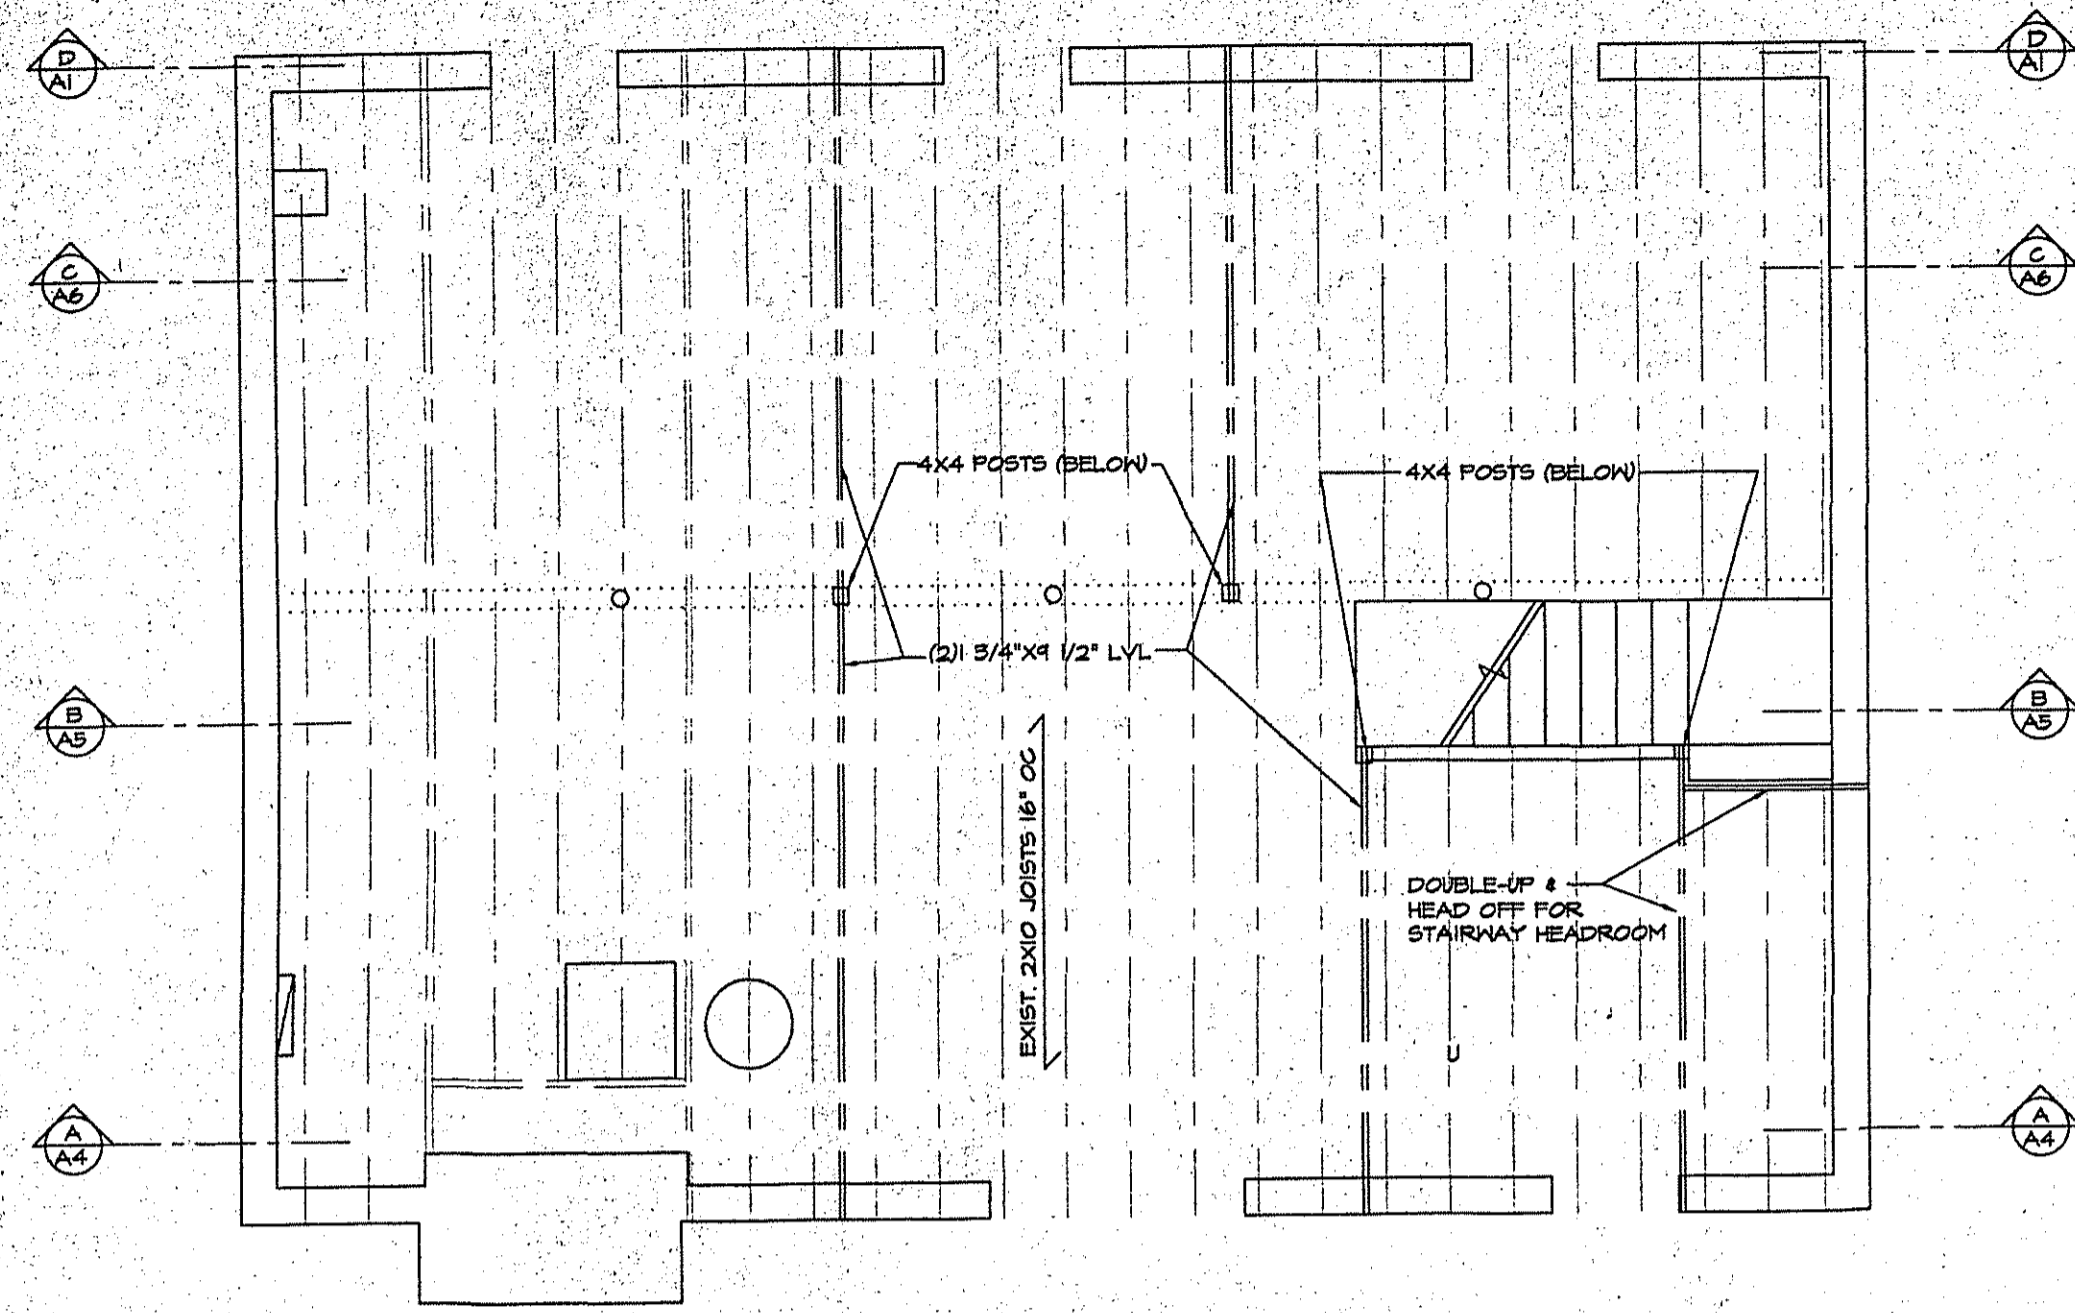 D
A1
D
A1
C
A6
C
A6
4X4 POSTS (BELOW)
4X4 POSTS (BELOW)
(2)1 3/4"X9 1/2" LVL
B
A5
B
A5
EXIST. 2X10 JOISTS 16" OC
DOUBLE-UP &
HEAD OFF FOR
STAIRWAY HEADROOM
U
A
A4
A
A4